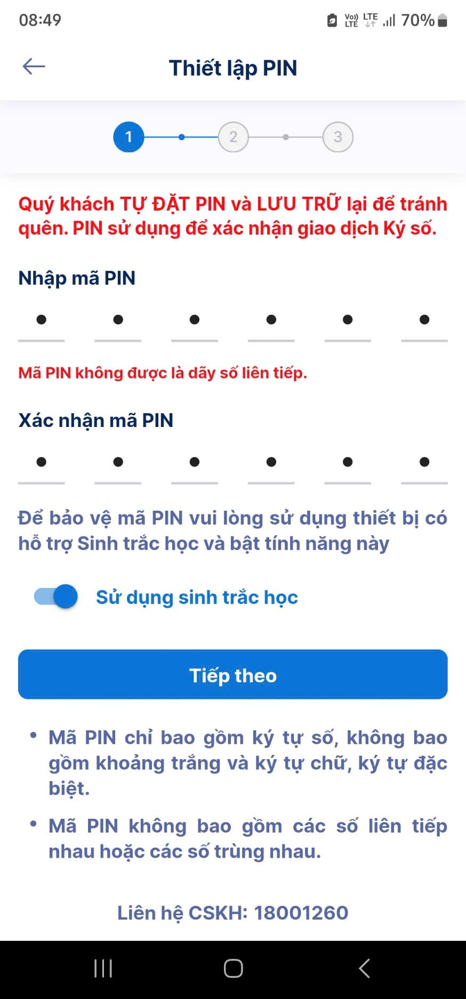 08:49
Vo)) LTE
LTE
70%
Thiết lập PIN
1
2
3
Quý khách TỰ ĐẶT PIN và LƯU TRỮ lại để tránh
quên. PIN sử dụng để xác nhận giao dịch Ký số.
Nhập mã PIN
Mã PIN không được là dãy số liên tiếp.
Xác nhận mã PIN
Để bảo vệ mã PIN vui lòng sử dụng thiết bị có
hỗ trợ Sinh trắc học và bật tính năng này
Sử dụng sinh trắc học
Tiếp theo
• Mã PIN chỉ bao gồm ký tự số, không bao
gồm khoảng trắng và ký tự chữ, ký tự đặc
biệt.
• Mã PIN không bao gồm các số liên tiếp
nhau hoặc các số trùng nhau.
Liên hệ CSKH: 18001260